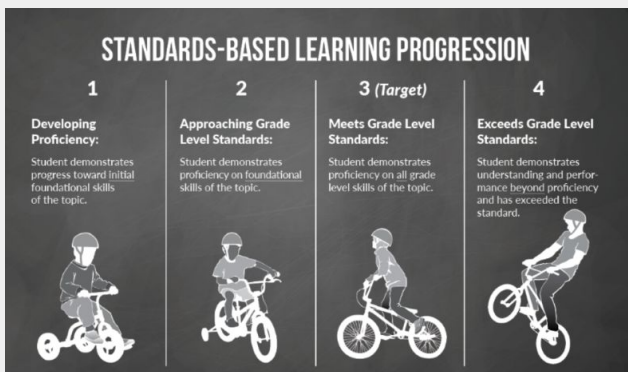 STANDARDS-BASED LEARNING PROGRESSION
1
Developing
Proficiency:
Student demonstrates
progress toward initial
foundational skills
of the topic.
2
Approaching Grade
Level Standards:
Student demonstrates
proficiency on foundational
skills of the topic.
3 (Target)
Meets Grade Level
Standards:
Student demonstrates
proficiency on all grade
level skills of the topic.
4
Exceeds Grade Level
Standards:
Student demonstrates
understanding and perfor-
mance beyond proficiency
and has exceeded the
standard.